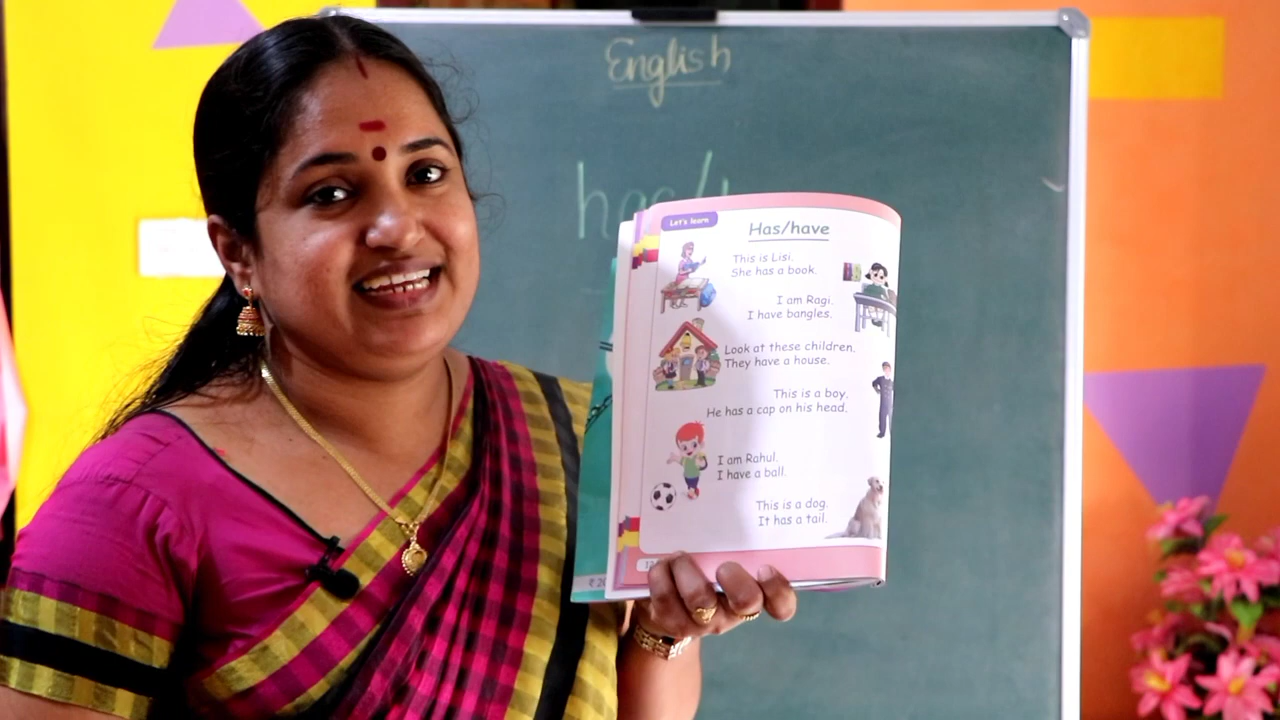 English
Let's learn
Has/have
This is Lisi.
She has a book.
I am Ragi.
I have bangles.
Look at these children.
They have a house.
This is a boy.
He has a cap on his head.
I am Rahul.
I have a ball.
This is a dog.
It has a tail.